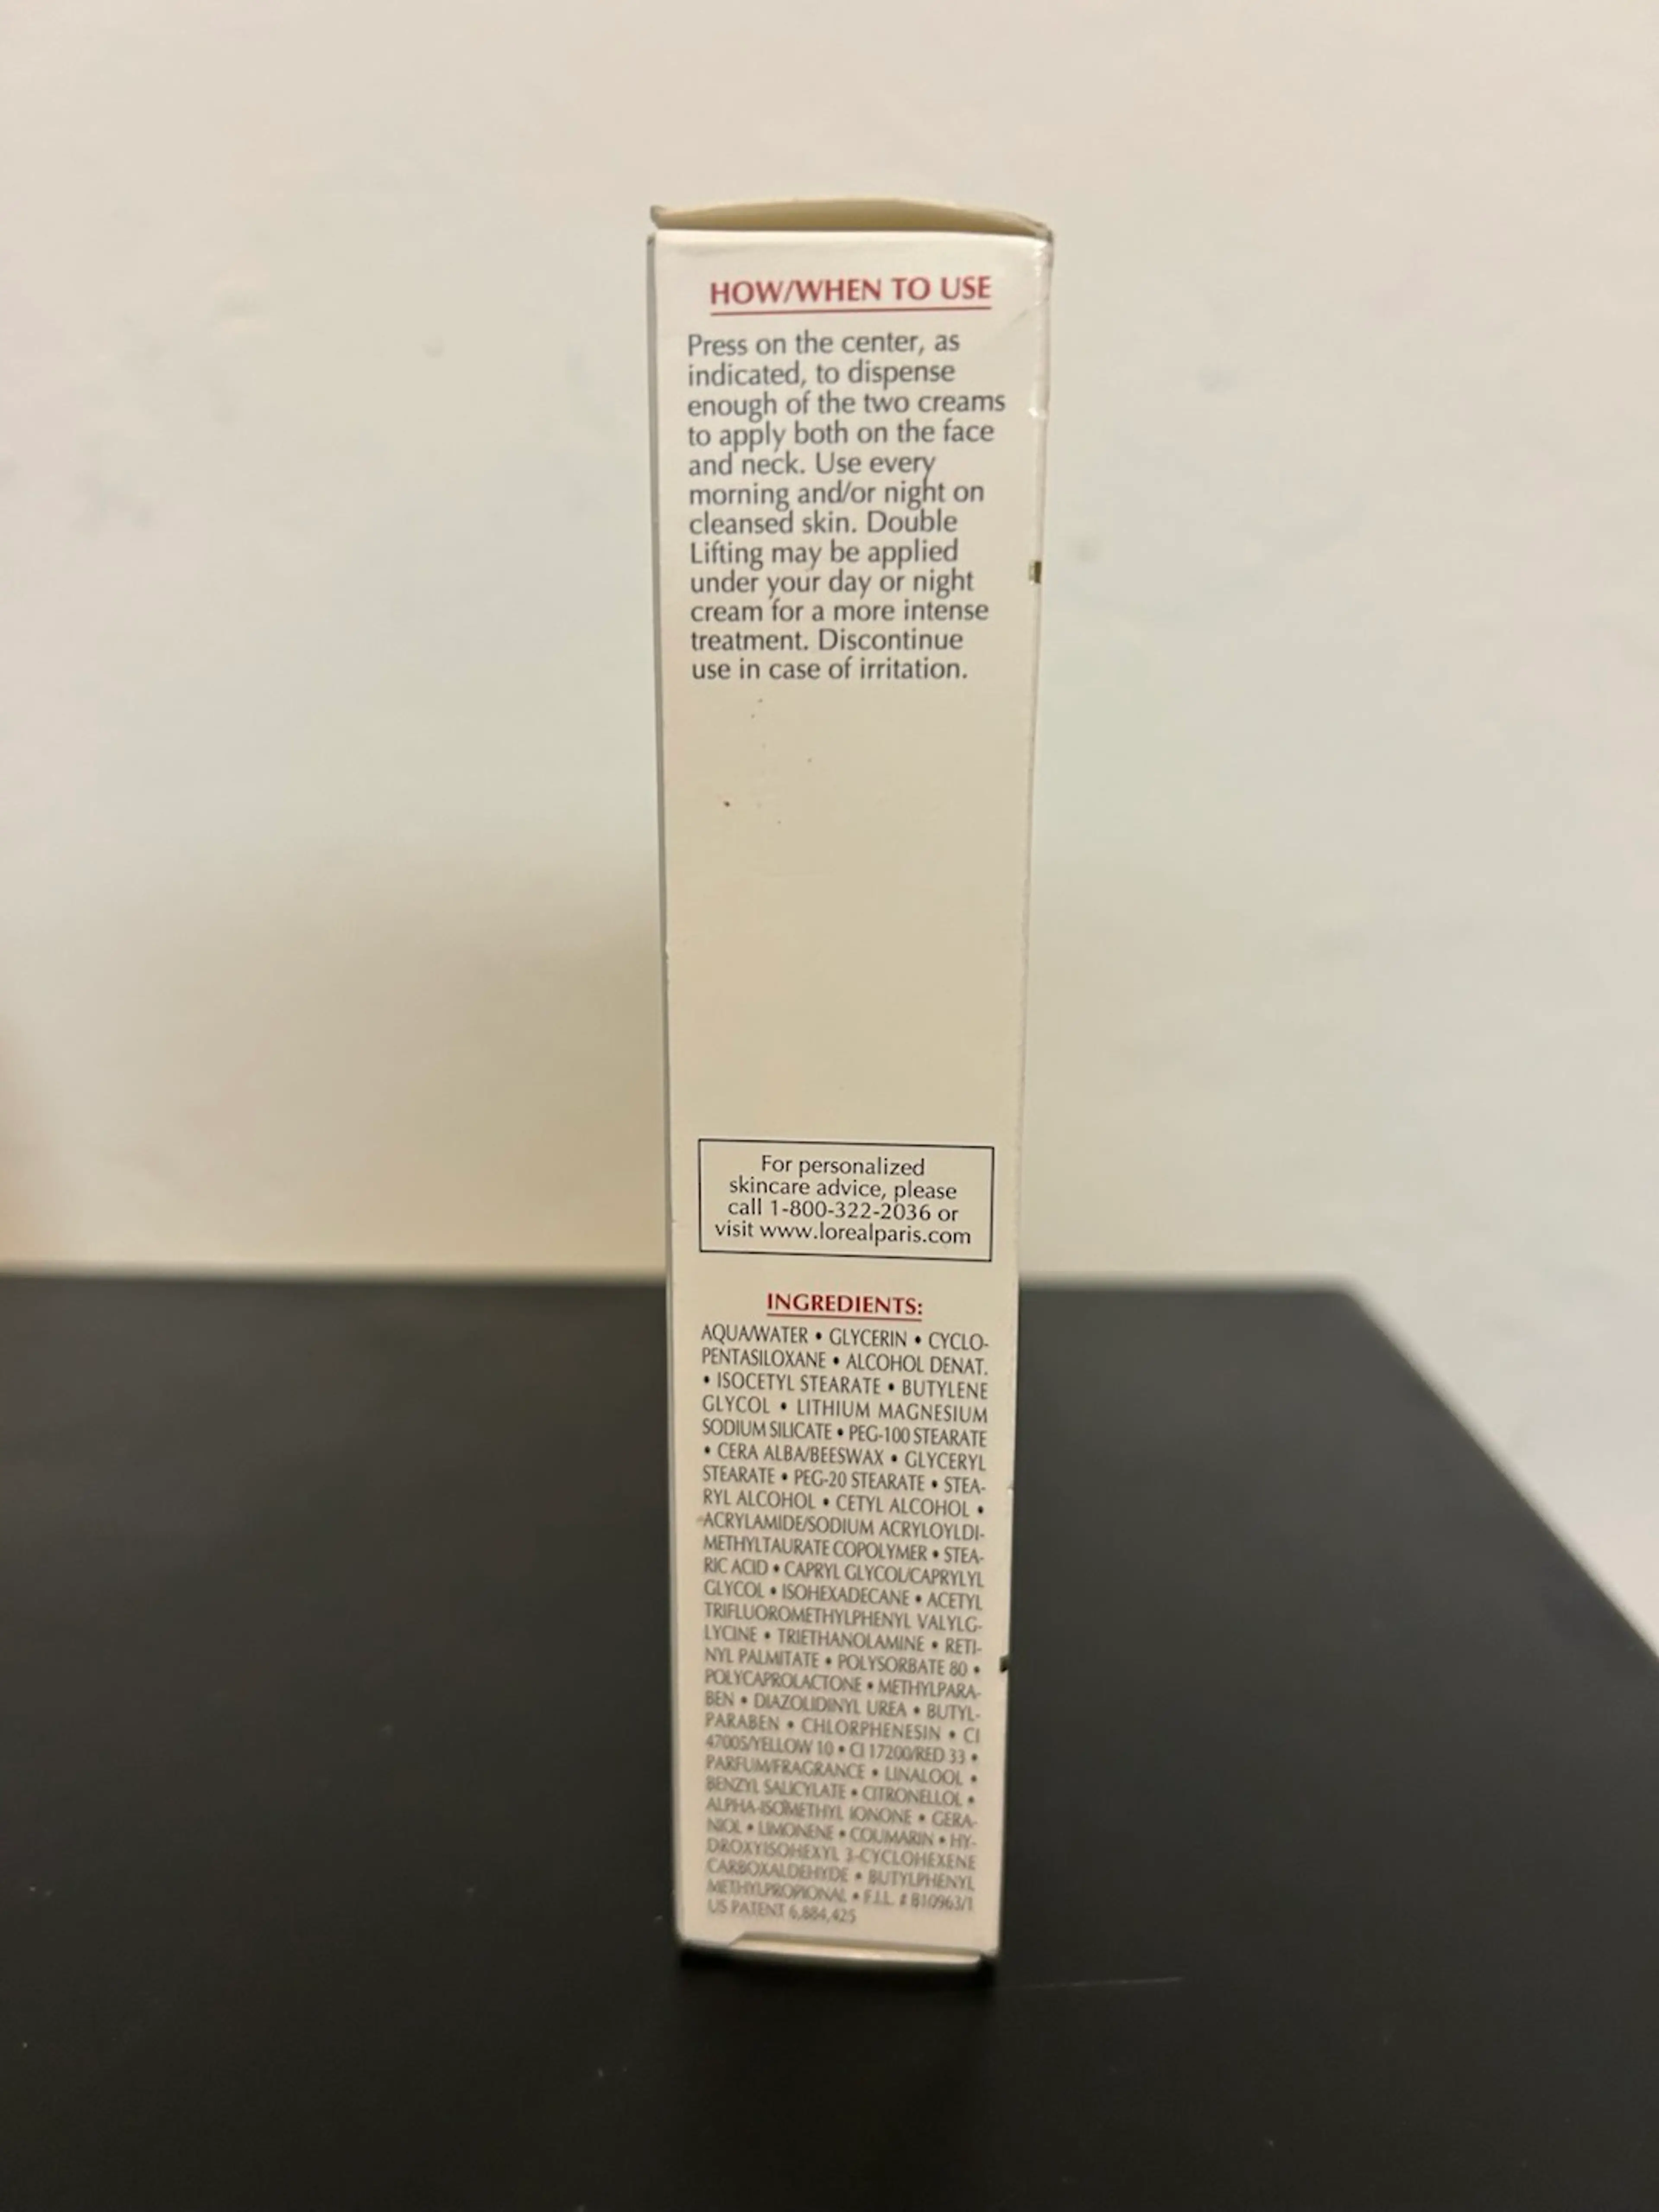 HOW/WHEN TO USE
Press on the center, as
indicated, to dispense
enough of the two creams
to apply both on the face
and neck. Use every
morning and/or night on
cleansed skin. Double
Lifting may be applied
under your day or night
cream for a more intense
treatment. Discontinue
use in case of irritation.
For personalized
skincare advice, please
call 1-800-322-2036 or
visit www.lorealparis.com
INGREDIENTS:
AQUA/WATER • GLYCERIN • CYCLO-
PENTASILOXANE • ALCOHOL DENAT.
• ISOCETYL STEARATE • BUTYLENE
GLYCOL • LITHIUM MAGNESIUM
SODIUM SILICATE • PEG-100 STEARATE
• CERA ALBA/BEESWAX • GLYCERYL
STEARATE • PEG-20 STEARATE • STEA-
RYL ALCOHOL • CETYL ALCOHOL •
ACRYLAMIDE/SODIUM ACRYLOYLDI-
METHYLTAURATE COPOLYMER • STEA-
RIC ACID • CAPRYL GLYCOL/CAPRYLYL
GLYCOL • ISOHEXADECANE • ACETYL
TRIFLUOROMETHYLPHENYL VALYLG-
LYCINE • TRIETHANOLAMINE • RETI-
NYL PALMITATE • POLYSORBATE 80 •
POLYCAPROLACTONE • METHYLPARA-
BEN • DIAZOLIDINYL UREA • BUTYL-
PARABEN • CHLORPHENESIN • CI
47005/YELLOW 10 • CI 17200/RED 33 •
PARFUM/FRAGRANCE • LINALOOL •
BENZYL SALICYLATE • CITRONELLOL •
ALPHA-ISOMETHYL IONONE • GERA-
NIOL • LIMONENE • COUMARIN • HY-
DROXYISOHEXYL 3-CYCLOHEXENE
CARBOXALDEHYDE • BUTYLPHENYL
METHYLPROPIONAL • F.I.L. # B10963/1
US PATENT 6,884,425